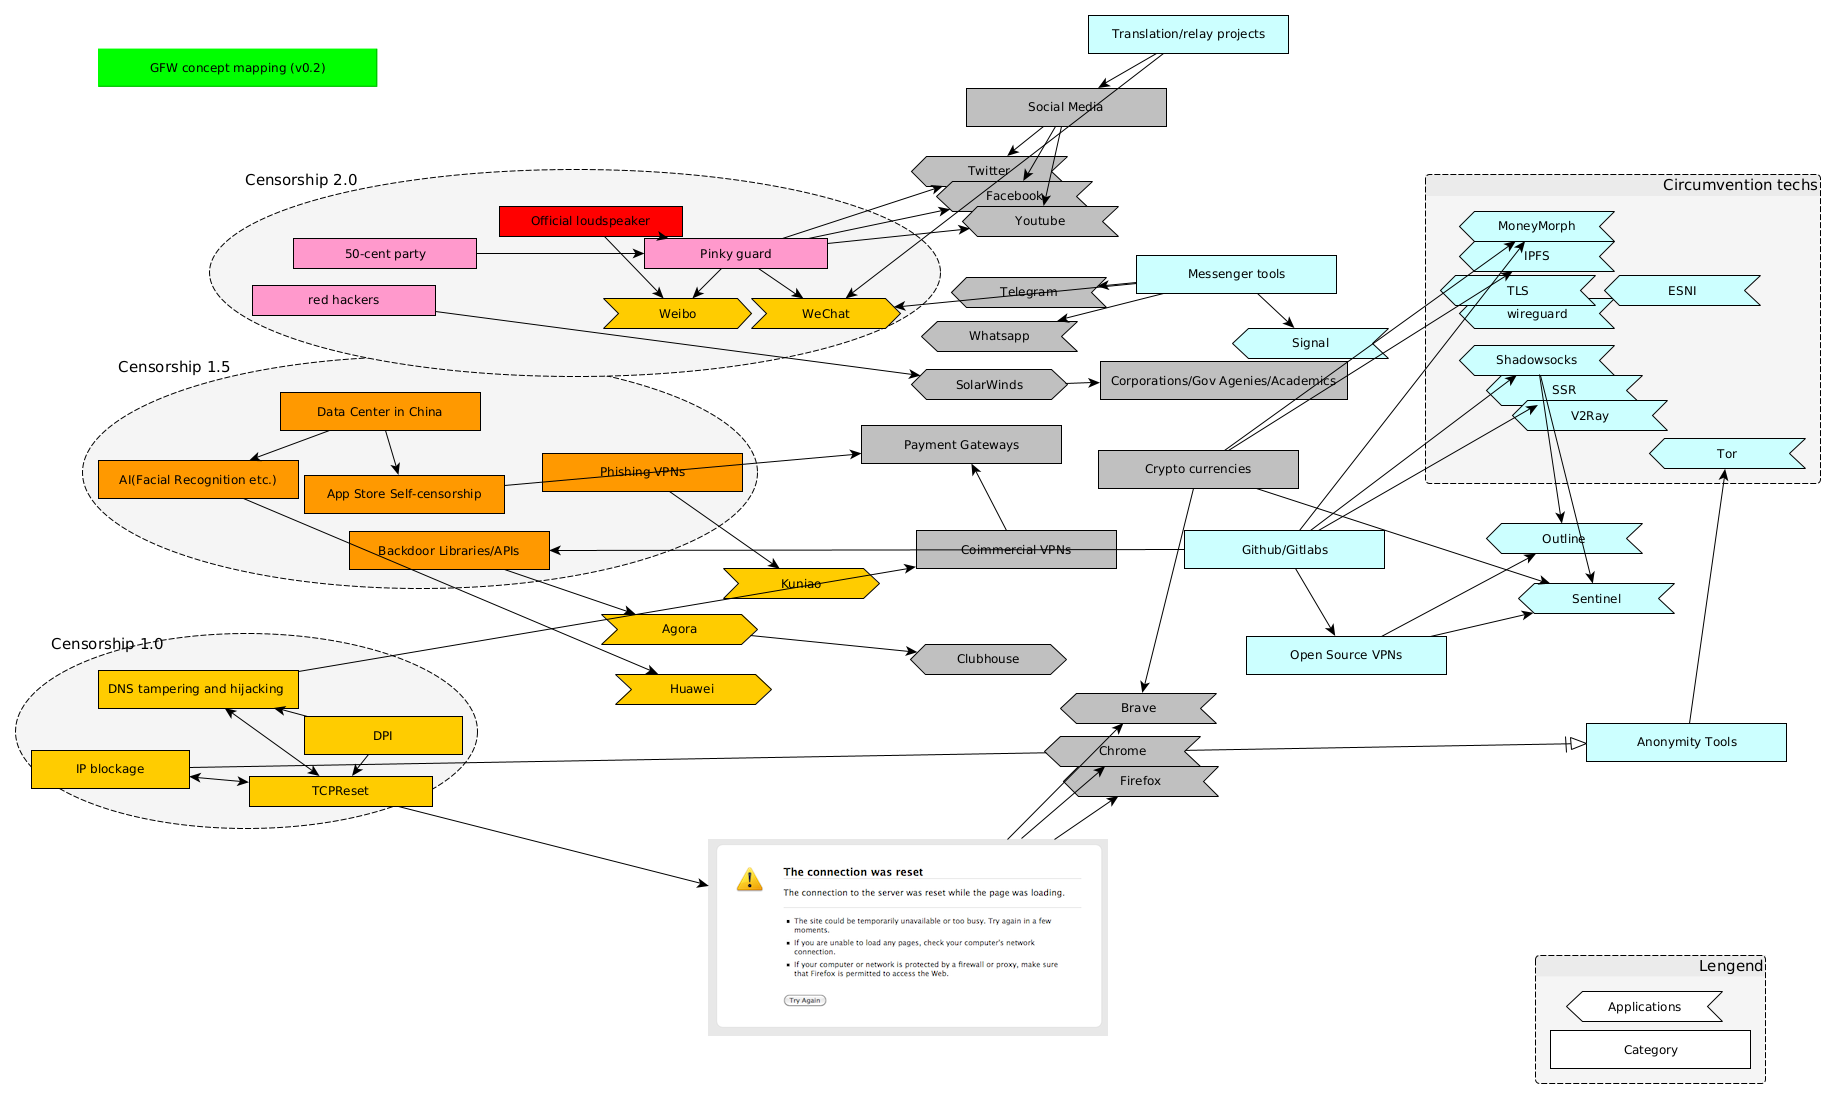 Translation/relay projects
GFW concept mapping (v0.2)
Social Media
Twitter
Censorship 2.0
Circumvention techs
Facebook
Official loudspeaker
Youtube
MoneyMorph
50-cent party
Pinky guard
IPFS
Messenger tools
red hackers
Telegram
TLS
ESNI
Weibo
WeChat
wireguard
Whatsapp
Signal
Censorship 1.5
Shadowsocks
SolarWinds
Corporations/Gov Agenies/Academics
SSR
Data Center in China
V2Ray
Payment Gateways
Tor
AI(Facial Recognition etc.)
Phishing VPNs
Crypto currencies
App Store Self-censorship
Outline
Backdoor Libraries/APIs
Coimmercial VPNs
Github/Gitlabs
Kuniao
Sentinel
Agora
Censorship 1.0
Clubhouse
Open Source VPNs
DNS tampering and hijacking
Huawei
Brave
DPI
Chrome
Anonymity Tools
IP blockage
TCPReset
Firefox
The connection was reset
The connection to the server was reset while the page was loading.
The site could be temporarily unavailable or too busy. Try again in a few
moments.
If you are unable to load any pages, check your computer's network
connection.
If your computer or network is protected by a firewall or proxy, make sure
that Firefox is permitted to access the Web.
Try Again
Lengend
Applications
Category